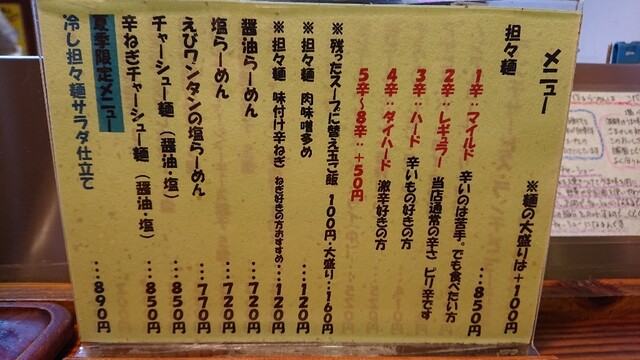 メニュー
※麺の大盛りは+100円
担々麺 ・・・850円
1辛‥マイルド 辛いのは苦手。でも食べたい方
2辛‥レギュラー 当店通常の辛さ ピリ辛です
3辛‥ハード 辛いもの好きの方
4辛‥ダイハード 激辛好きの方
5辛〜8辛‥+50円
※残ったスープに替え玉ご飯 100円・大盛り‥160円
※担々麺 肉味噌多め ・・・120円
※担々麺 味付け辛ねぎ ねぎ好きの方おすすめ‥120円
醤油らーめん ・・・720円
塩らーめん ・・・720円
えびワンタンの塩らーめん ・・・770円
チャーシュー麺(醤油・塩) ・・・850円
辛ねぎチャーシュー麺(醤油・塩) ・・・850円
夏季限定メニュー
冷し担々麺サラダ仕立て ・・・890円